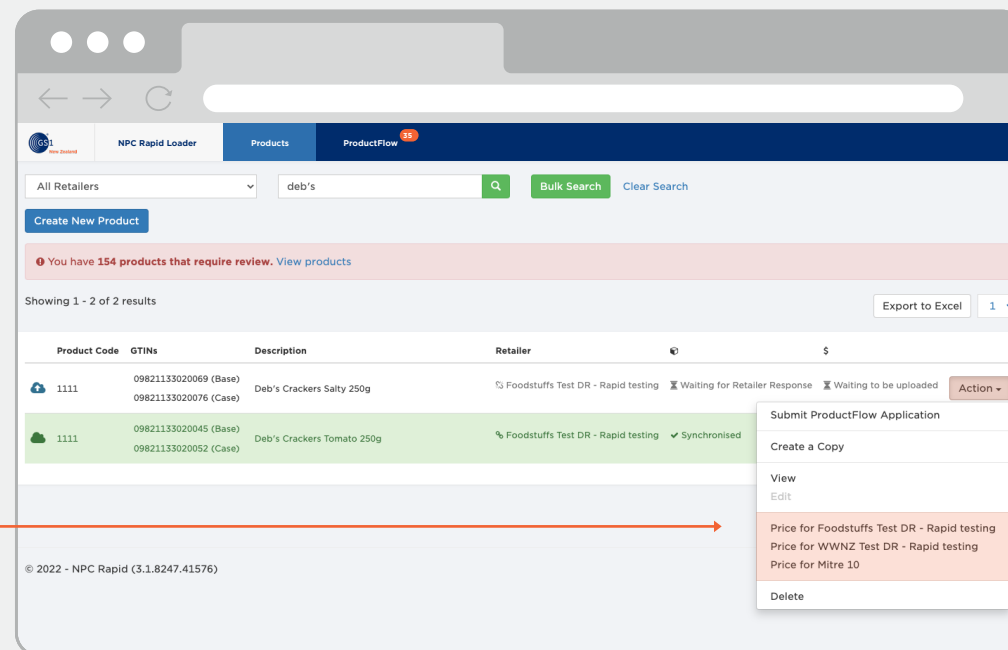 GS1
New Zealand
NPC Rapid Loader
Products
ProductFlow
35
All Retailers
deb's
Bulk Search
Clear Search
Create New Product
You have 154 products that require review. View products
Showing 1 - 2 of 2 results
Export to Excel
1
Product Code GTINs Description Retailer $
1111 09821133020069 (Base) Deb's Crackers Salty 250g Foodstuffs Test DR - Rapid testing Waiting for Retailer Response Waiting to be uploaded Action
09821133020076 (Case)
1111 09821133020045 (Base) Deb's Crackers Tomato 250g Foodstuffs Test DR - Rapid testing Synchronised
09821133020052 (Case)
Submit ProductFlow Application
Create a Copy
View
Edit
Price for Foodstuffs Test DR - Rapid testing
Price for WWNZ Test DR - Rapid testing
Price for Mitre 10
Delete
© 2022 - NPC Rapid (3.1.8247.41576)